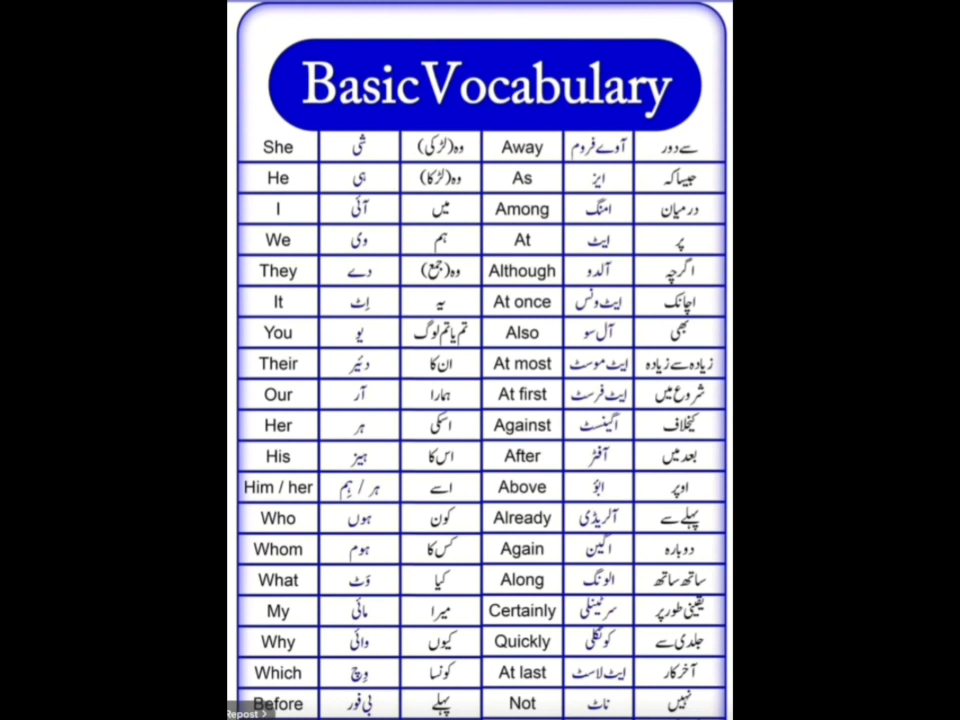 Basic Vocabulary
She شی وہ(لڑکی) Away آوے فروم سے دور
He ہی وہ(لڑکا) As ایز جیسا کہ
I آئی میں Among امنگ درمیان
We وی ہم At ایٹ پر
They دے وہ(جمع) Although آلدو اگرچہ
It اِٹ یہ At once ایٹ ونس اچانک
You یو تم یا تم لوگ Also آل سو بھی
Their دئیر ان کا At most ایٹ موسٹ زیادہ سے زیادہ
Our آر ہمارا At first ایٹ فرسٹ شروع میں
Her ہر اسکی Against اگینسٹ کیخلاف
His ہیز اس کا After آفٹر بعد میں
Him / her ہر / ہِم اسے Above ابؤ اوپر
Who ہوں کون Already آلریڈی پہلے سے
Whom ہوم کس کا Again اگین دوبارہ
What وَٹ کیا Along الونگ ساتھ ساتھ
My مائی میرا Certainly سرٹینلی یقینی طور پر
Why وائی کیوں Quickly کوئکلی جلدی سے
Which وِچ کونسا At last ایٹ لاسٹ آخر کار
Before بی فور پہلے Not ناٹ نہیں
Repost >